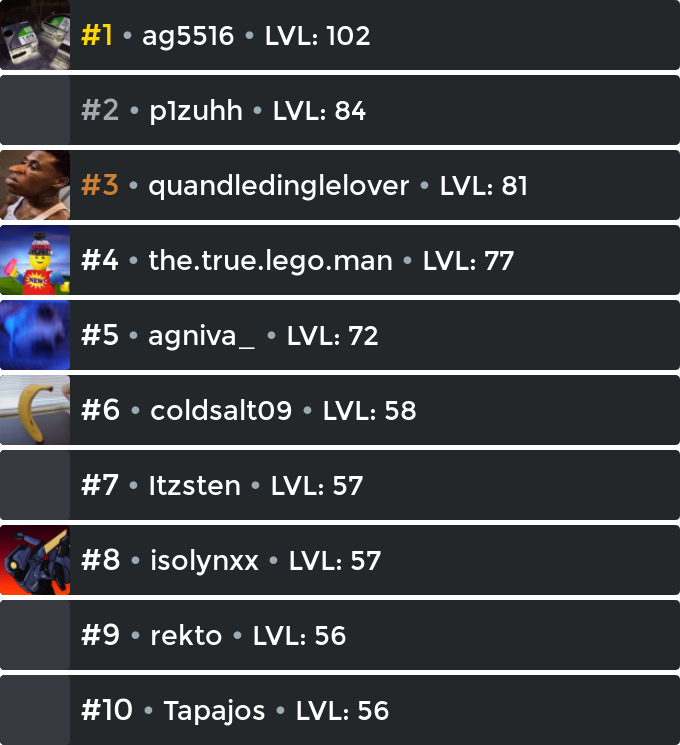 #1 • ag5516 • LVL: 102
#2 • p1zuhh • LVL: 84
#3 • quandledinglelover • LVL: 81
NEW!
#4 • the.true.lego.man • LVL: 77
#5 • agniva_ • LVL: 72
#6 • coldsalt09 • LVL: 58
#7 • Itzsten • LVL: 57
#8 • isolynxx • LVL: 57
#9 • rekto • LVL: 56
#10 • Tapajos • LVL: 56